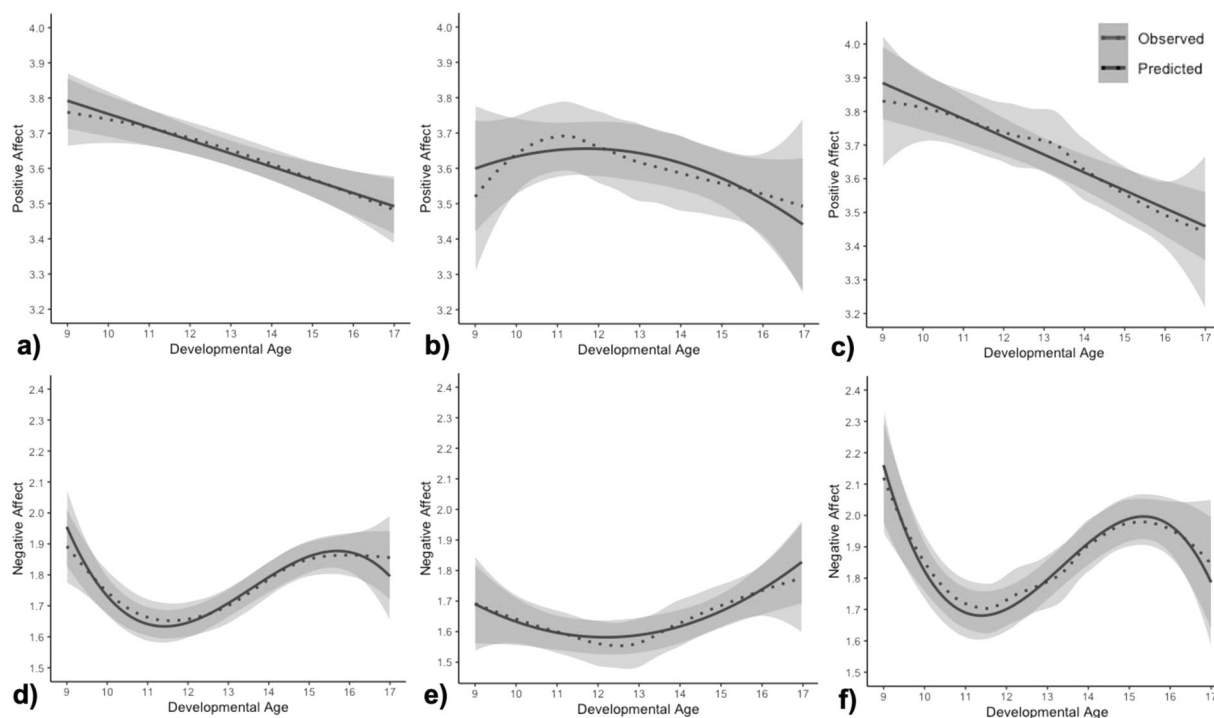 4.0
3.9
3.8
3.7
3.6
3.5
3.4
3.3
3.2
Positive Affect
9 10 11 12 13 14 15 16 17
Developmental Age
a)
4.0
3.9
3.8
3.7
3.6
3.5
3.4
3.3
3.2
Positive Affect
9 10 11 12 13 14 15 16 17
Developmental Age
b)
4.0
3.9
3.8
3.7
3.6
3.5
3.4
3.3
3.2
Positive Affect
9 10 11 12 13 14 15 16 17
Developmental Age
c)
Observed
Predicted
2.4
2.3
2.2
2.1
2.0
1.9
1.8
1.7
1.6
1.5
Negative Affect
9 10 11 12 13 14 15 16 17
Developmental Age
d)
2.4
2.3
2.2
2.1
2.0
1.9
1.8
1.7
1.6
1.5
Negative Affect
9 10 11 12 13 14 15 16 17
Developmental Age
e)
2.4
2.3
2.2
2.1
2.0
1.9
1.8
1.7
1.6
1.5
Negative Affect
9 10 11 12 13 14 15 16 17
Developmental Age
f)